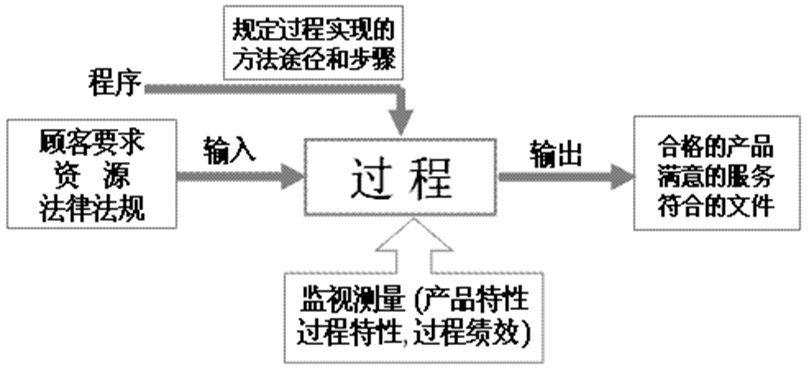 规定过程实现的
方法途径和步骤
程序
顾客要求
资 源
法律法规
输入
过 程
输出
合格的产品
满意的服务
符合的文件
监视测量 (产品特性
过程特性, 过程绩效)